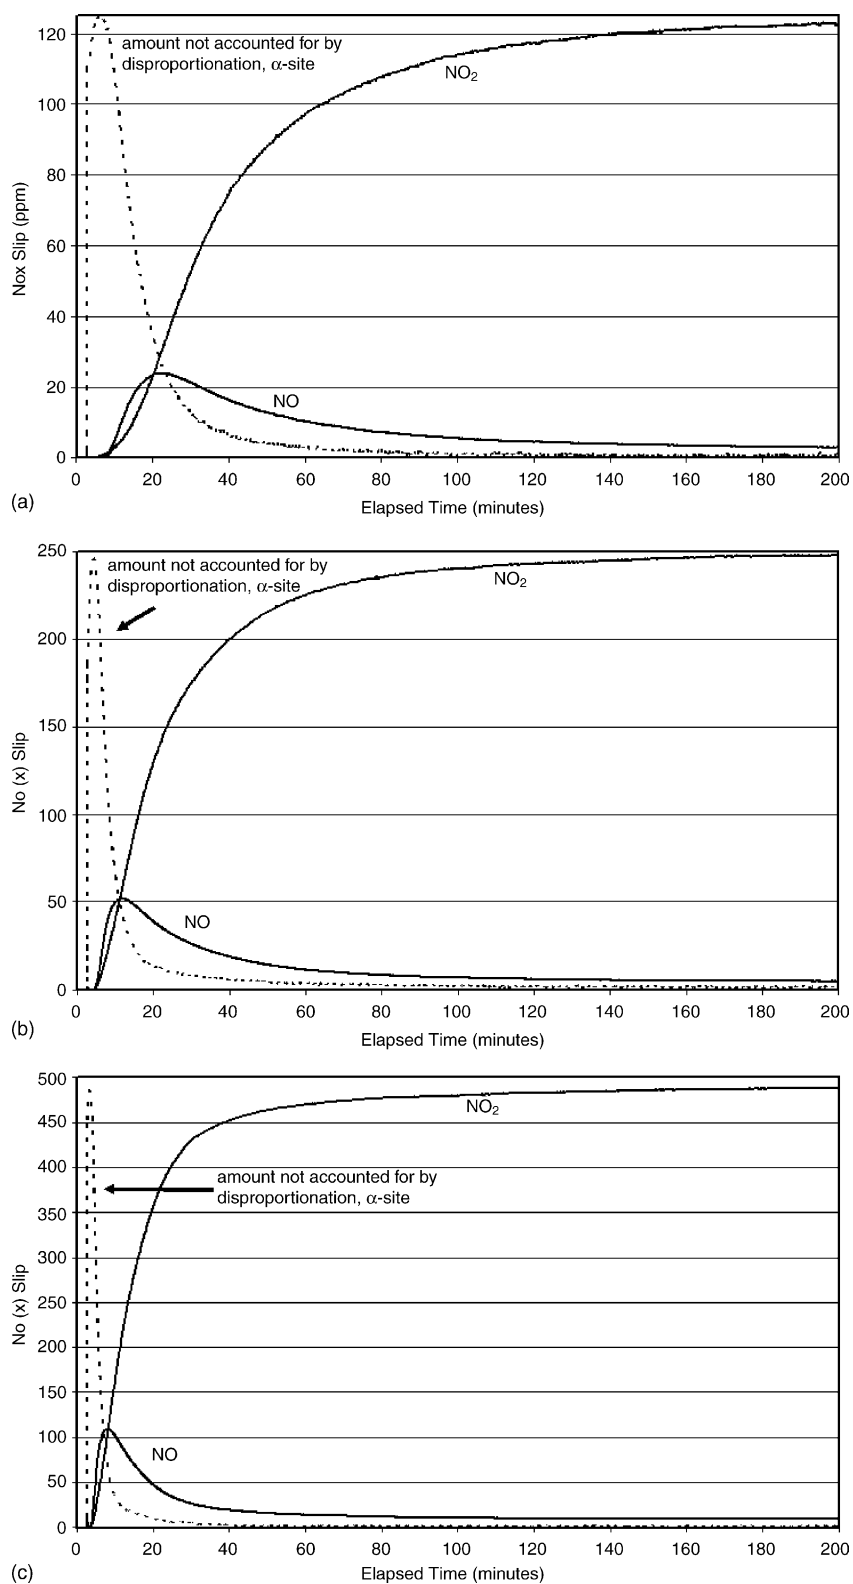 120
100
80
60
40
20
0
Nox Slip (ppm)
amount not accounted for by
disproportionation, α-site
NO2
NO
0 20 40 60 80 100 120 140 160 180 200
Elapsed Time (minutes)
(a)
250
200
150
100
50
0
No (x) Slip
amount not accounted for by
disproportionation, α-site
NO2
NO
0 20 40 60 80 100 120 140 160 180 200
Elapsed Time (minutes)
(b)
500
450
400
350
300
250
200
150
100
50
0
No (x) Slip
NO2
amount not accounted for by
disproportionation, α-site
NO
0 20 40 60 80 100 120 140 160 180 200
Elapsed Time (minutes)
(c)